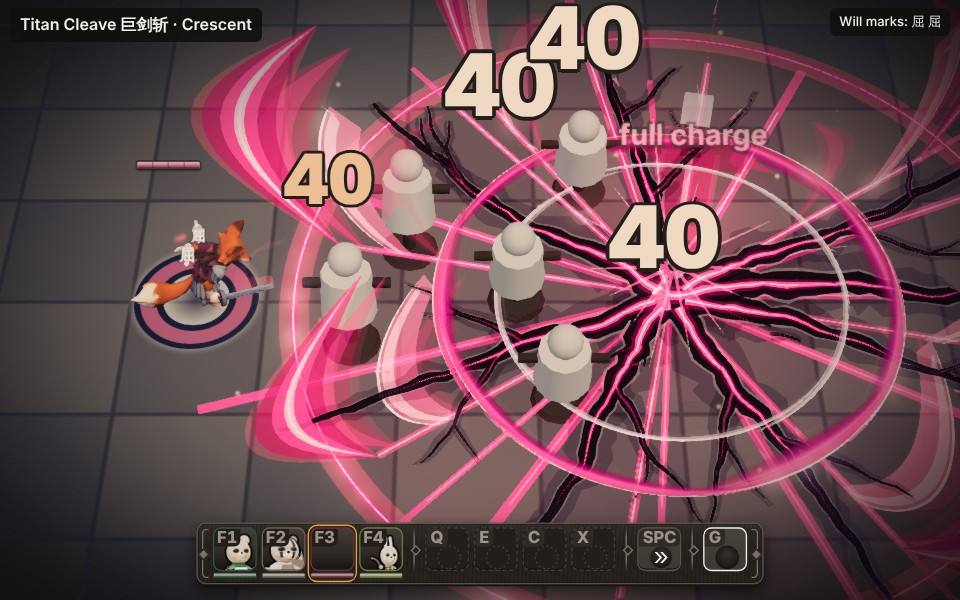 Titan Cleave 巨剑斩 · Crescent
Will marks: 屈 屈
40
40
40
full charge
40
F1
F2
F3
F4
Q
E
C
X
SPC
G